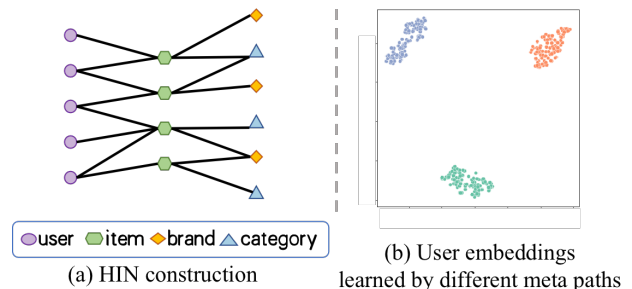 user item brand category
(a) HIN construction
(b) User embeddings
learned by different meta paths